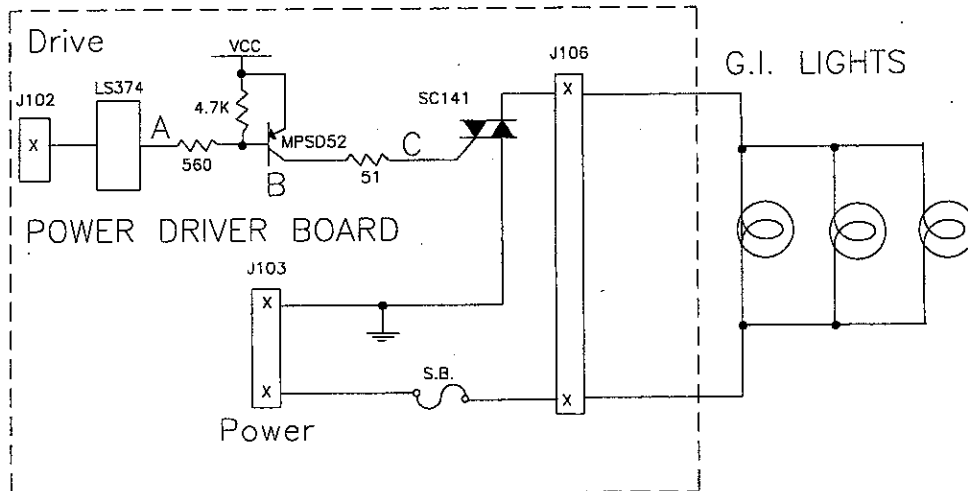 Drive
VCC
J106
G.I. LIGHTS
J102
LS374
SC141
4.7K
X
X
A
MPSD52
C
560
B
51
POWER DRIVER BOARD
J103
X
S.B.
X
X
Power